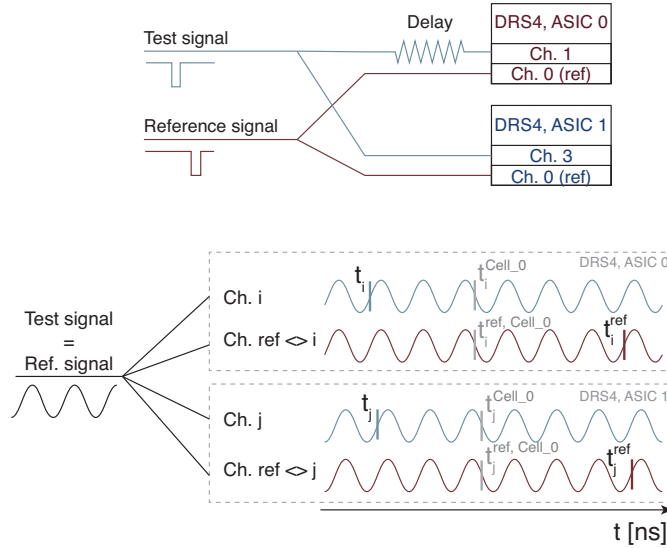 Test signal
Delay
DRS4, ASIC 0
Ch. 1
Ch. 0 (ref)
Reference signal
DRS4, ASIC 1
Ch. 3
Ch. 0 (ref)
Test signal
=
Ref. signal
DRS4, ASIC 0
Ch. i
t_i
t_i^Cell_0
Ch. ref <> i
t_i^ref, Cell_0
t_i^ref
DRS4, ASIC 1
Ch. j
t_j
t_j^Cell_0
Ch. ref <> j
t_j^ref, Cell_0
t_j^ref
t [ns]